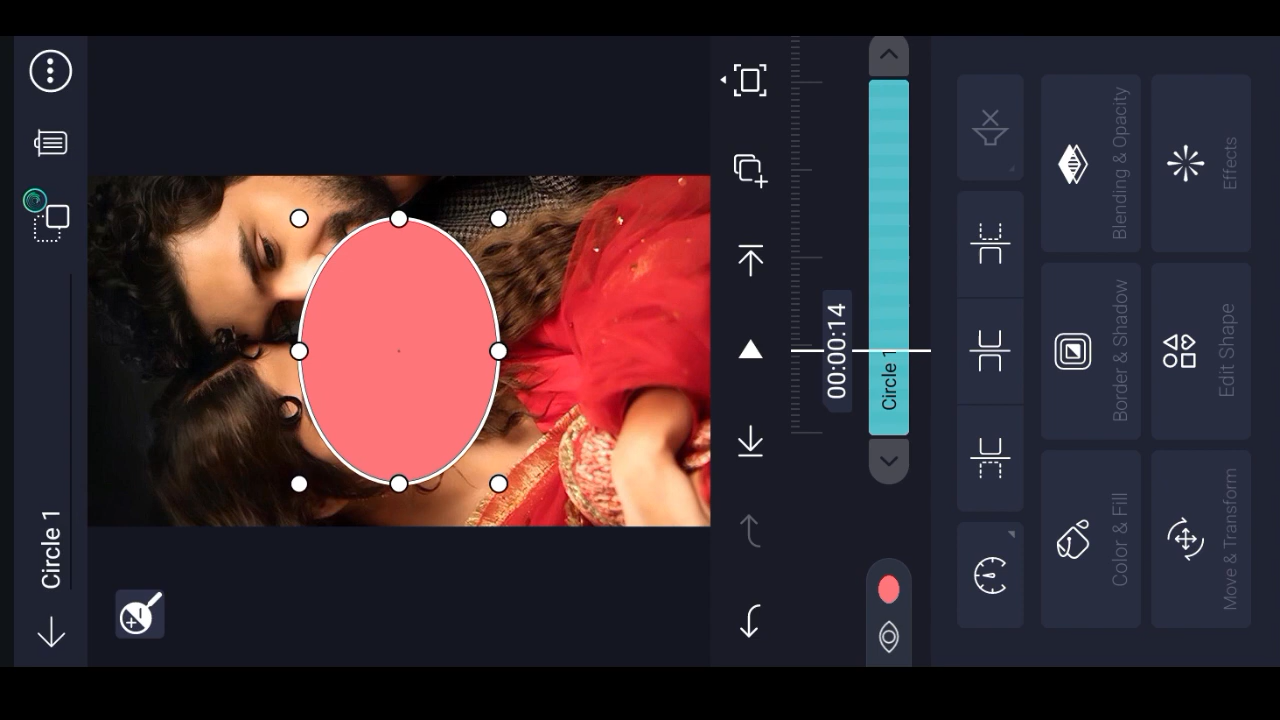 Circle 1
00:00:14
Circle 1
Color & Fill
Border & Shadow
Blending & Opacity
Move & Transform
Edit Shape
Effects